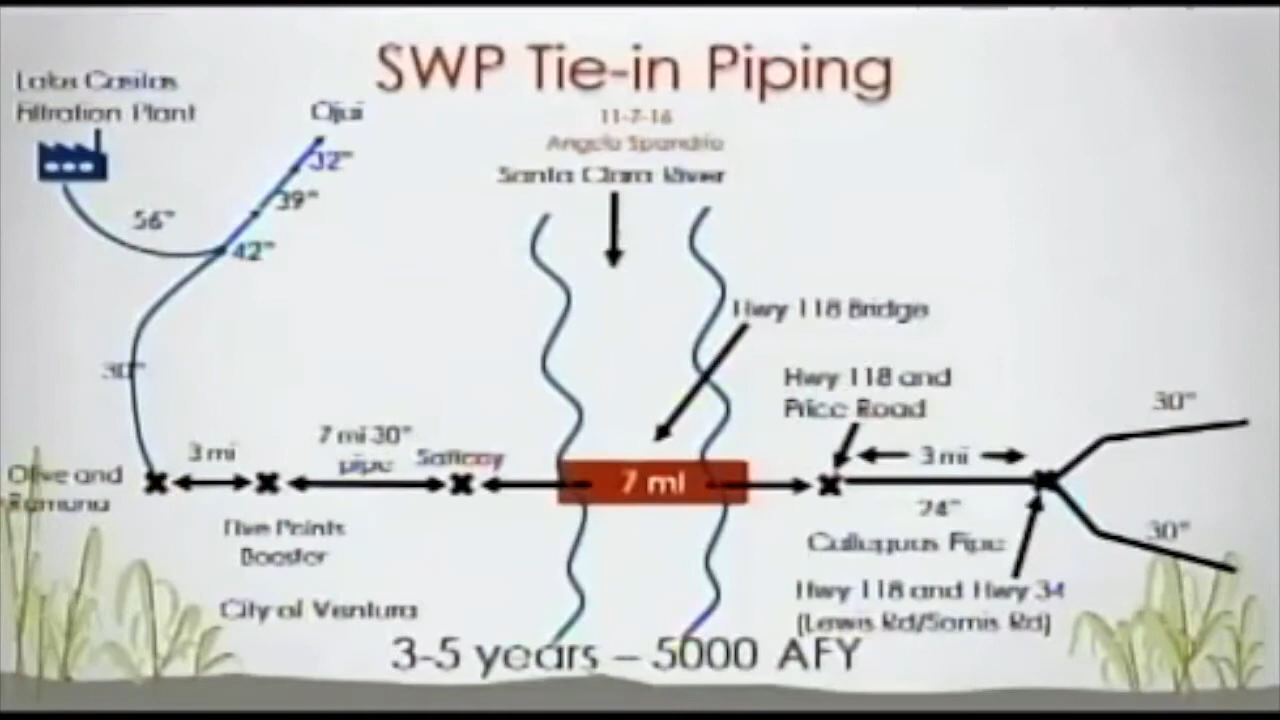 SWP Tie-in Piping
11-7-16
Angelo Spandrio
Lake Casitas
Filtration Plant
Ojai
32"
39"
56"
42"
30"
Santa Clara River
Hwy 118 Bridge
Hwy 118 and
Price Road
30"
3 mi
7 mi 30"
pipe
Saticoy
7 mi
3 mi
24"
30"
Olive and
Ramona
Five Points
Booster
Calleguas Pipe
Hwy 118 and Hwy 34
(Lewis Rd/Somis Rd)
City of Ventura
3-5 years – 5000 AFY